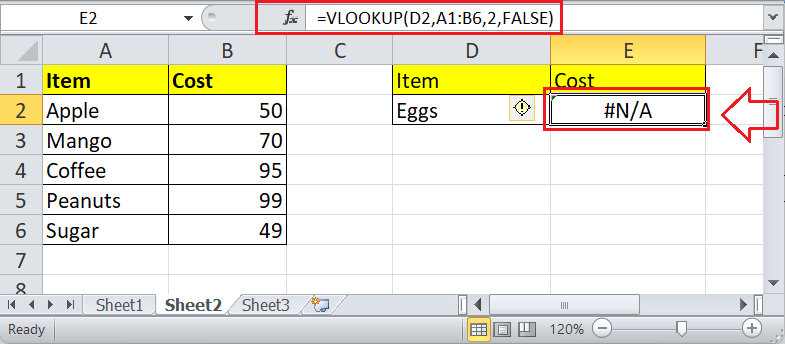 E2 fx =VLOOKUP(D2,A1:B6,2,FALSE)
A B C D E F
1 Item Cost Item Cost
2 Apple 50 Eggs #N/A
3 Mango 70
4 Coffee 95
5 Peanuts 99
6 Sugar 49
7
8
Sheet1 Sheet2 Sheet3
Ready 120%